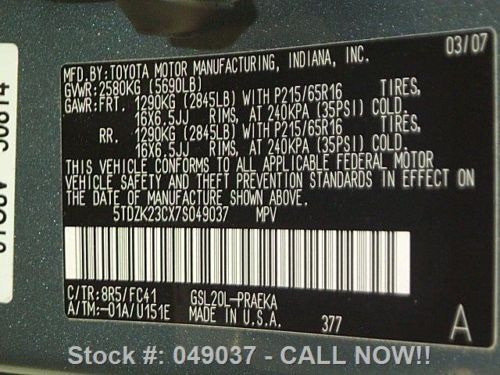 03/07
MFD. BY: TOYOTA MOTOR MANUFACTURING, INDIANA, INC.
GVWR: 2580KG (5690LB)
GAWR: FRT. 1290KG (2845LB) WITH P215/65R16 TIRES,
16X6.5JJ RIMS, AT 240KPA (35PSI) COLD.
RR. 1290KG (2845LB) WITH P215/65R16 TIRES,
16X6.5JJ RIMS, AT 240KPA (35PSI) COLD.
THIS VEHICLE CONFORMS TO ALL APPLICABLE FEDERAL MOTOR
VEHICLE SAFETY AND THEFT PREVENTION STANDARDS IN EFFECT ON
THE DATE OF MANUFACTURE SHOWN ABOVE.
5TDZK23CX7S049037 MPV
C/TR: 8R5/FC41 GSL20L-PRAEKA
A/TM: -01A/U151E MADE IN U.S.A. 377 A
Stock #: 049037 - CALL NOW!!